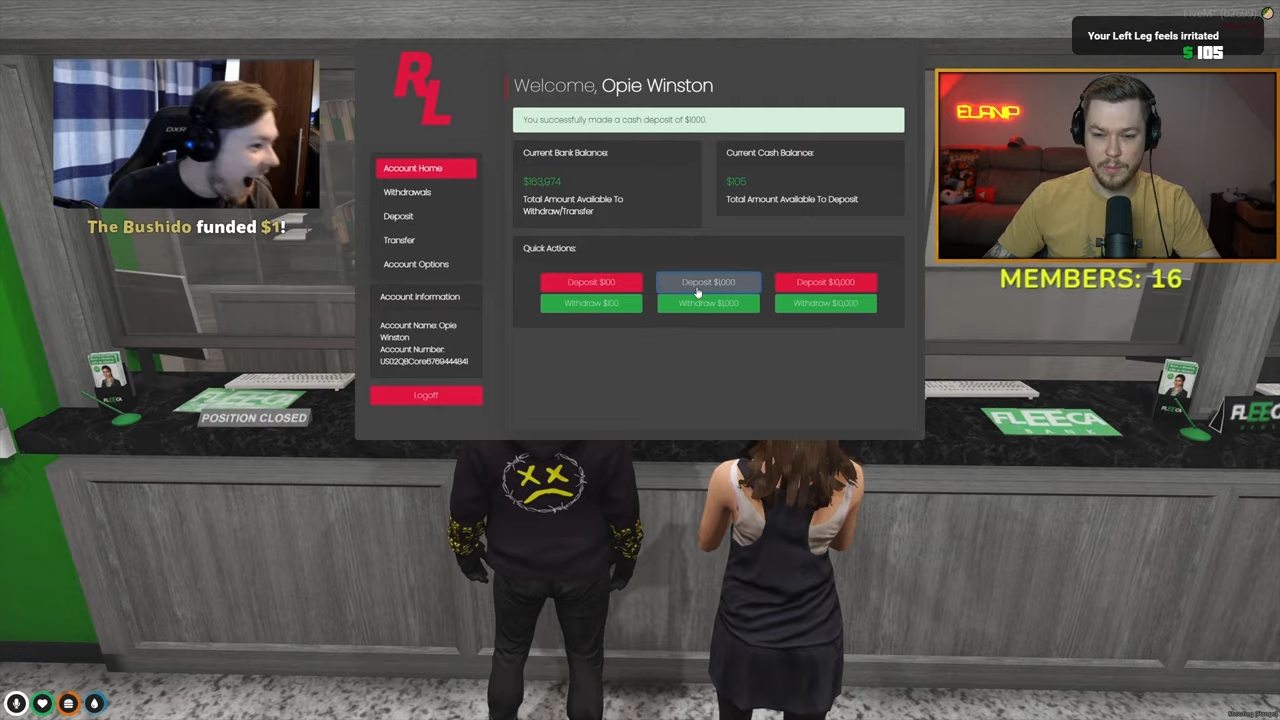 FiveM
Your Left Leg feels irritated
$ 105
RL
Welcome, Opie Winston
You successfully made a cash deposit of $1000.
ELANIP
DXR
Current Bank Balance:
$163,974
Total Amount Available To
Withdraw/Transfer
Current Cash Balance:
$105
Total Amount Available To Deposit
Account Home
Withdrawals
Deposit
Transfer
Account Options
The Bushido funded $1!
MEMBERS: 16
Quick Actions:
Deposit $100
Deposit $1,000
Deposit $10,000
Withdraw $100
Withdraw $1,000
Withdraw $10,000
Account Information
Account Name: Opie
Winston
Account Number:
US02QBCore6769444841
Logoff
POSITION CLOSED
FLEECA
BANK